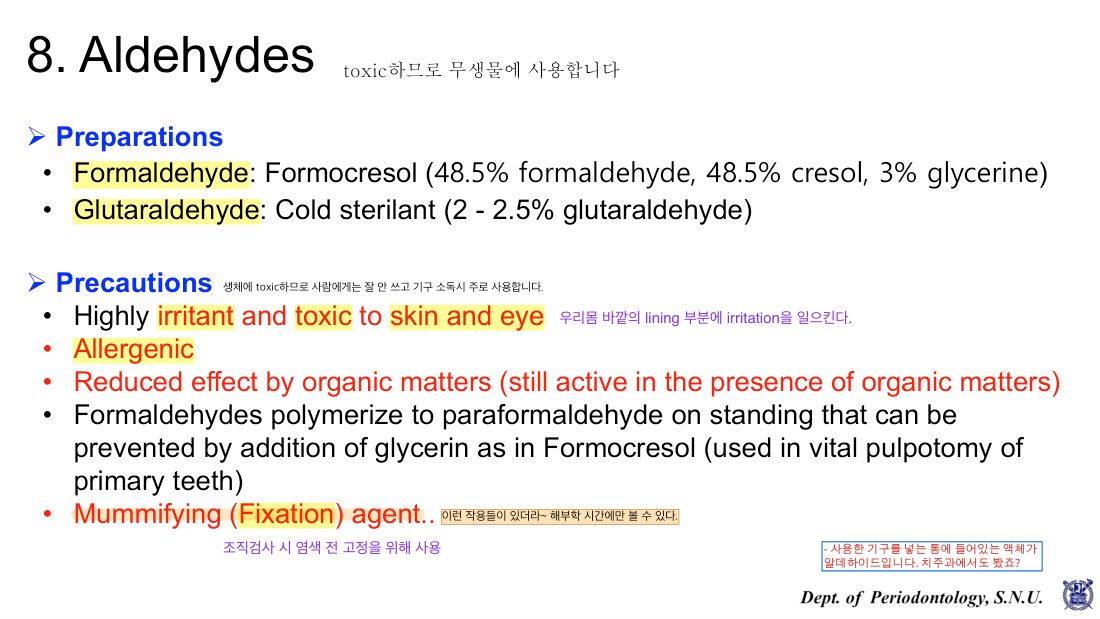 8. Aldehydes toxic하므로 무생물에 사용합니다
➢ Preparations
• Formaldehyde: Formocresol (48.5% formaldehyde, 48.5% cresol, 3% glycerine)
• Glutaraldehyde: Cold sterilant (2 - 2.5% glutaraldehyde)
➢ Precautions 생체에 toxic하므로 사람에게는 잘 안 쓰고 기구 소독시 주로 사용합니다.
• Highly irritant and toxic to skin and eye 우리몸 바깥의 lining 부분에 irritation을 일으킨다.
• Allergenic
• Reduced effect by organic matters (still active in the presence of organic matters)
• Formaldehydes polymerize to paraformaldehyde on standing that can be
prevented by addition of glycerin as in Formocresol (used in vital pulpotomy of
primary teeth)
• Mummifying (Fixation) agent.. 이런 작용들이 있더라~ 해부학 시간에만 볼 수 있다.
조직검사 시 염색 전 고정을 위해 사용
- 사용한 기구를 넣는 통에 들어있는 액체가
알데하이드입니다. 치주과에서도 봤죠?
Dept. of Periodontology, S.N.U.